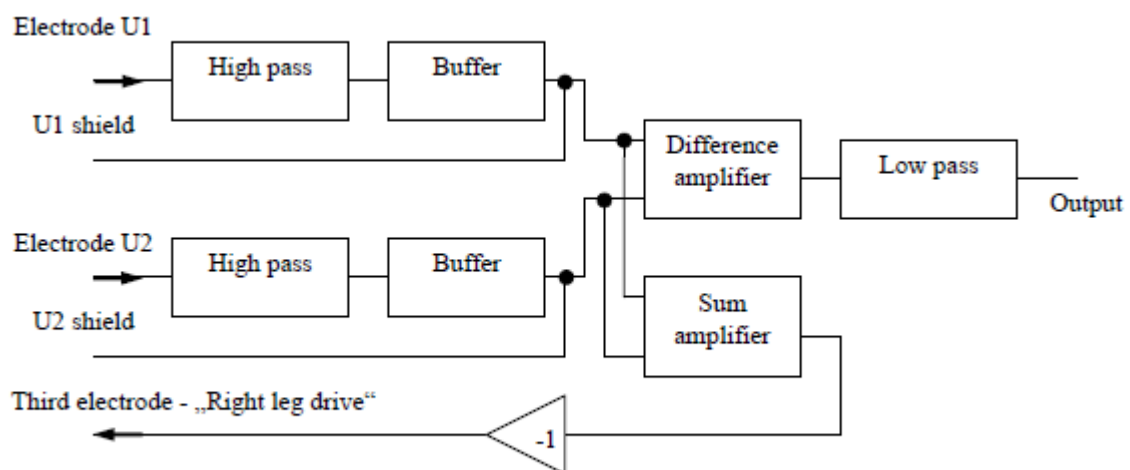 Electrode U1
High pass
Buffer
U1 shield
Difference
amplifier
Low pass
Output
Electrode U2
High pass
Buffer
U2 shield
Sum
amplifier
Third electrode - „Right leg drive“
-1